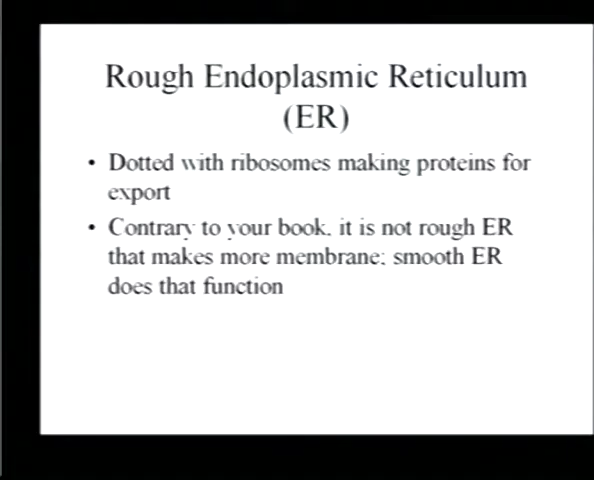 Rough Endoplasmic Reticulum
(ER)
• Dotted with ribosomes making proteins for
export
• Contrary to your book, it is not rough ER
that makes more membrane; smooth ER
does that function